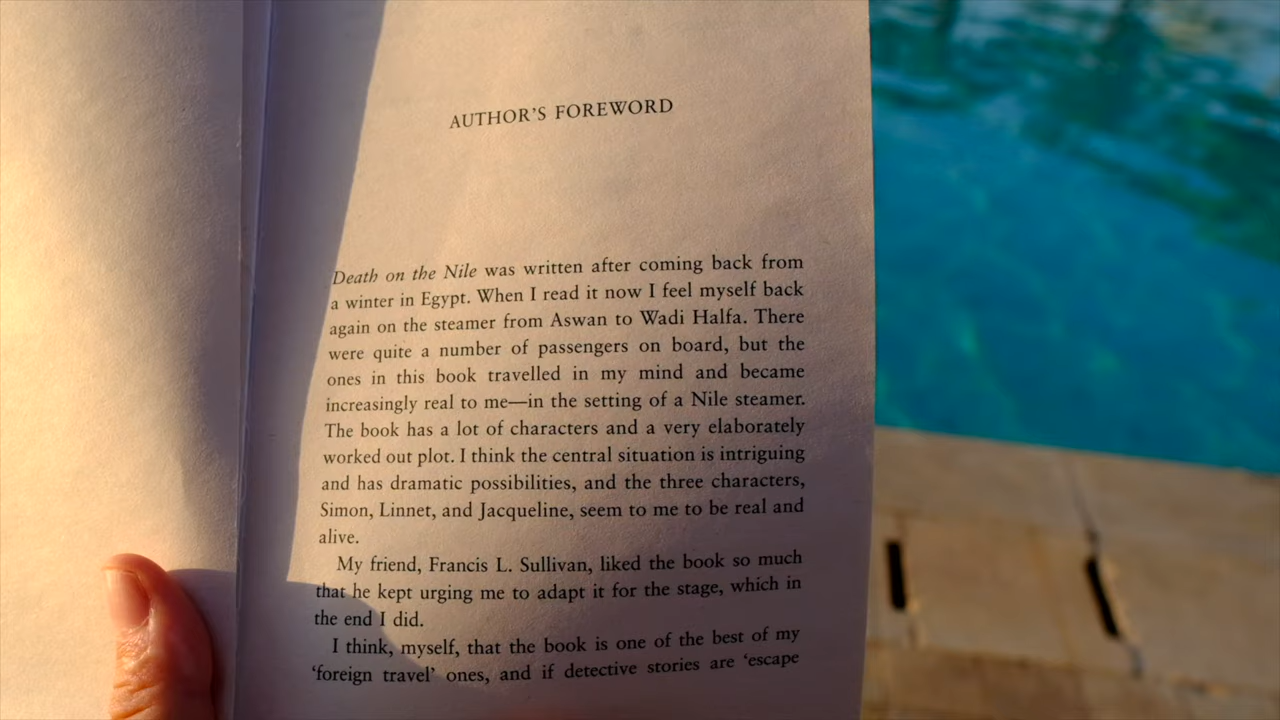 AUTHOR'S FOREWORD
Death on the Nile was written after coming back from
a winter in Egypt. When I read it now I feel myself back
again on the steamer from Aswan to Wadi Halfa. There
were quite a number of passengers on board, but the
ones in this book travelled in my mind and became
increasingly real to me—in the setting of a Nile steamer.
The book has a lot of characters and a very elaborately
worked out plot. I think the central situation is intriguing
and has dramatic possibilities, and the three characters,
Simon, Linnet, and Jacqueline, seem to me to be real and
alive.
My friend, Francis L. Sullivan, liked the book so much
that he kept urging me to adapt it for the stage, which in
the end I did.
I think, myself, that the book is one of the best of my
‘foreign travel’ ones, and if detective stories are ‘escape